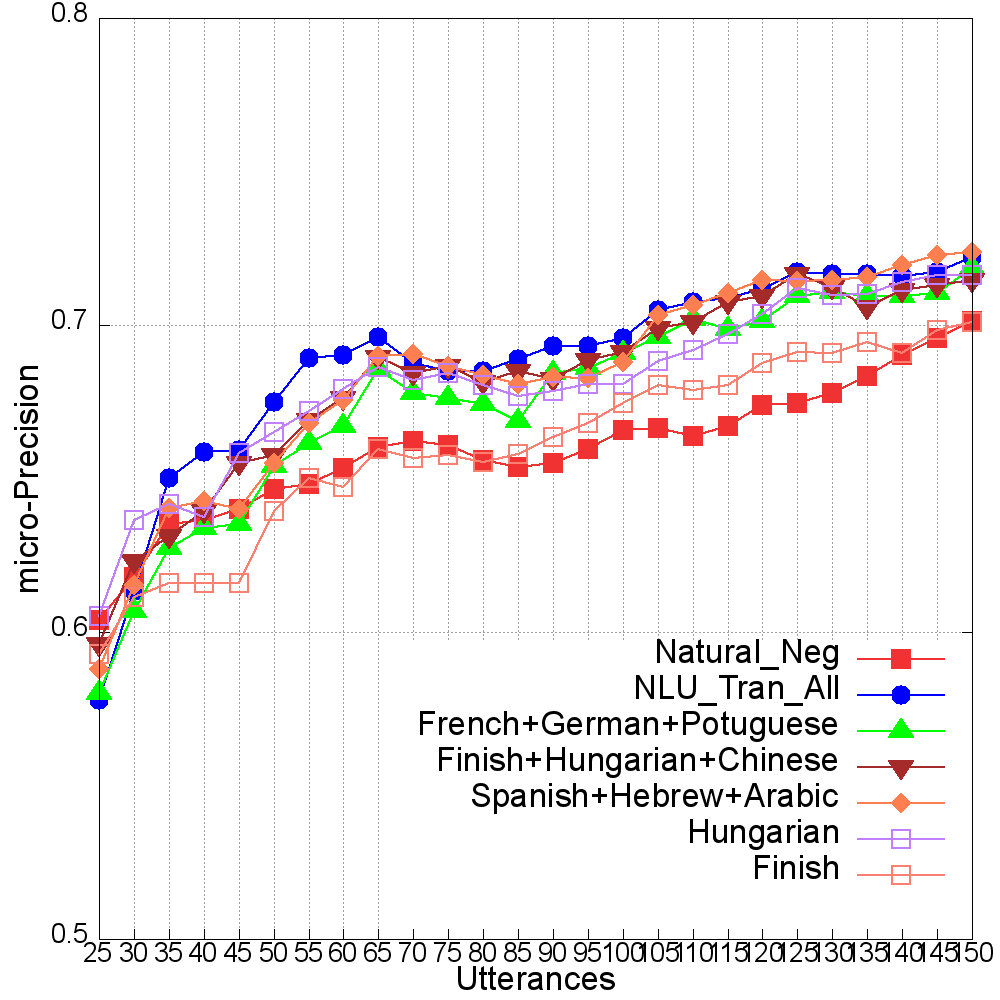 0.8
0.7
0.6
0.5
micro-Precision
Natural_Neg
NLU_Tran_All
French+German+Potuguese
Finish+Hungarian+Chinese
Spanish+Hebrew+Arabic
Hungarian
Finish
25 30 35 40 45 50 55 60 65 70 75 80 85 90 95 100 105 110 115 120 125 130 135 140 145 150
Utterances